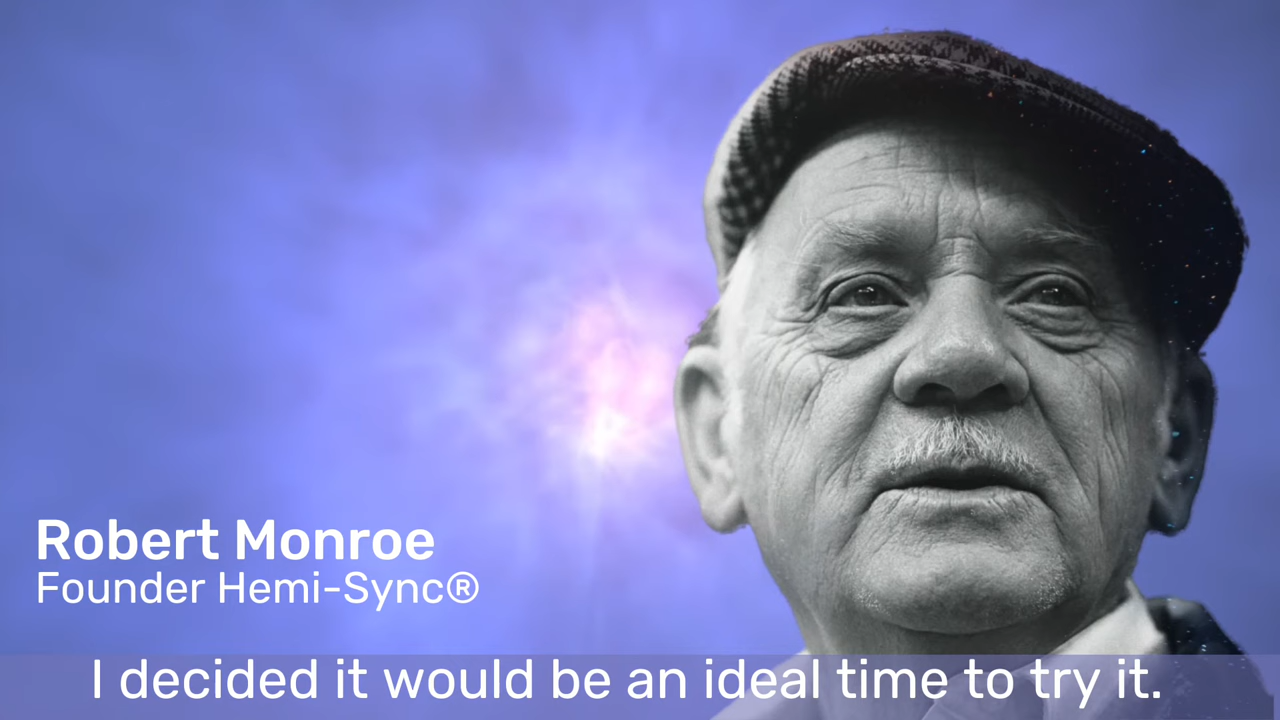 Robert Monroe
Founder Hemi-Sync®
I decided it would be an ideal time to try it.